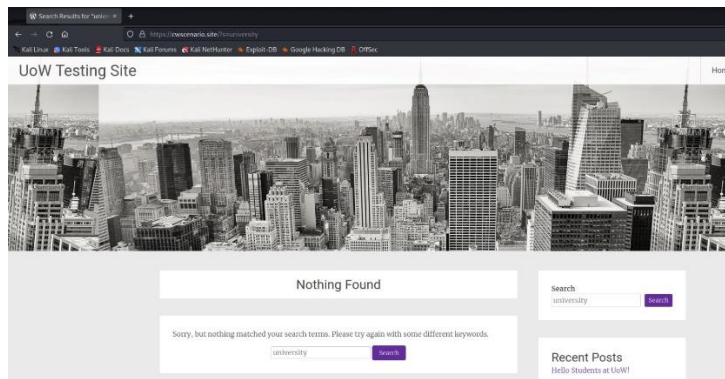 Search Results for "univer
https://cwscenario.site/?s=university
Kali Linux Kali Tools Kali Docs Kali Forums Kali NetHunter Exploit-DB Google Hacking DB OffSec
UoW Testing Site
Hom
Nothing Found
Sorry, but nothing matched your search terms. Please try again with some different keywords.
university Search
Search
university Search
Recent Posts
Hello Students at UoW!